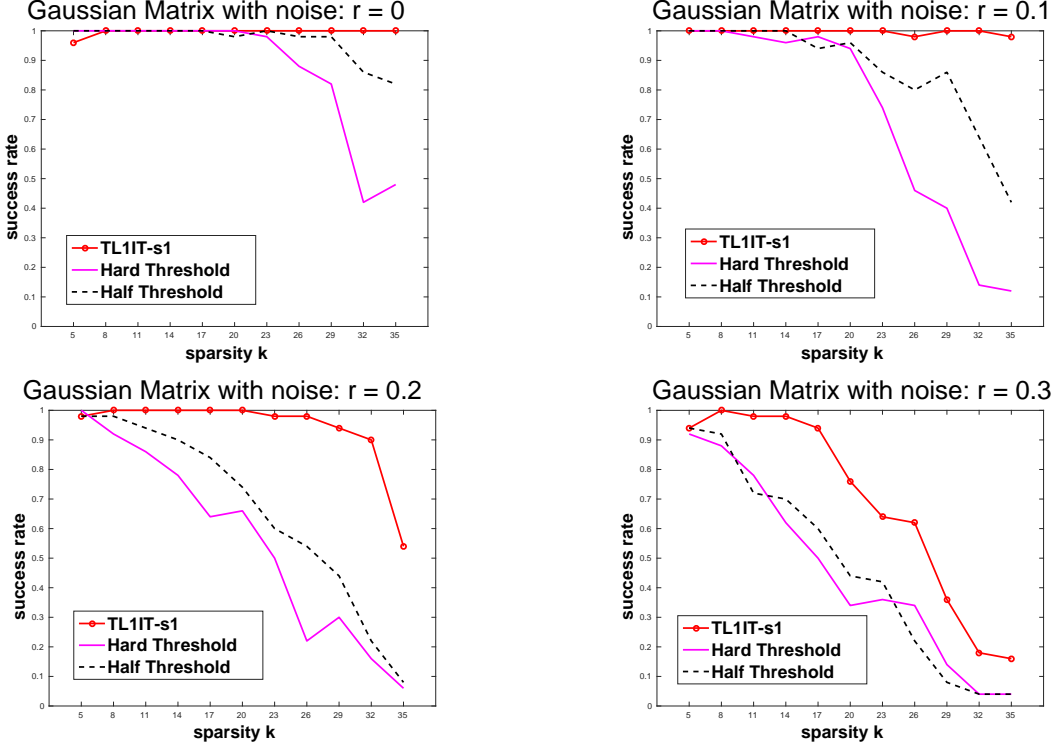 Gaussian Matrix with noise: r = 0
1
0.9
0.8
0.7
0.6
0.5
0.4
0.3
0.2
0.1
0
success rate
TL1IT-s1
Hard Threshold
Half Threshold
5 8 11 14 17 20 23 26 29 32 35
sparsity k
Gaussian Matrix with noise: r = 0.1
1
0.9
0.8
0.7
0.6
0.5
0.4
0.3
0.2
0.1
0
success rate
TL1IT-s1
Hard Threshold
Half Threshold
5 8 11 14 17 20 23 26 29 32 35
sparsity k
Gaussian Matrix with noise: r = 0.2
1
0.9
0.8
0.7
0.6
0.5
0.4
0.3
0.2
0.1
0
success rate
TL1IT-s1
Hard Threshold
Half Threshold
5 8 11 14 17 20 23 26 29 32 35
sparsity k
Gaussian Matrix with noise: r = 0.3
1
0.9
0.8
0.7
0.6
0.5
0.4
0.3
0.2
0.1
0
success rate
TL1IT-s1
Hard Threshold
Half Threshold
5 8 11 14 17 20 23 26 29 32 35
sparsity k